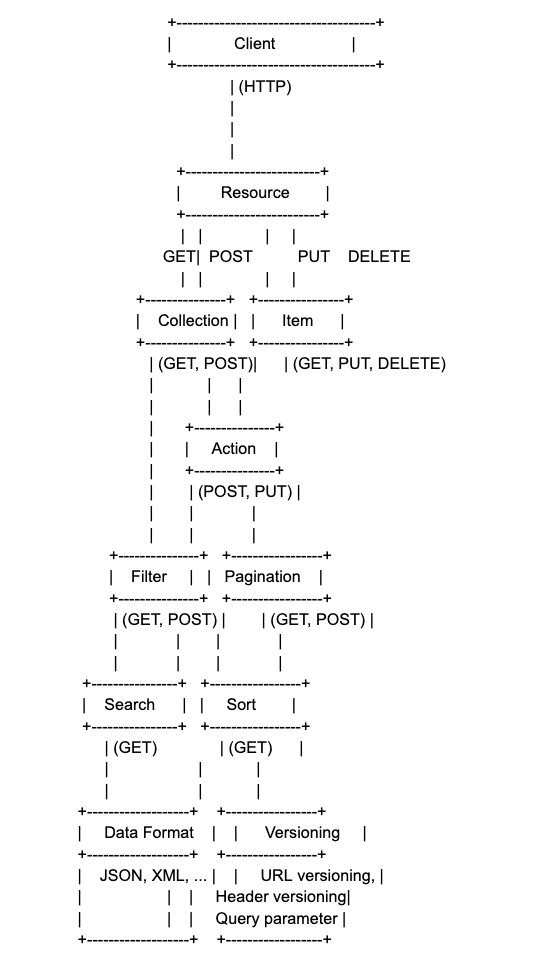 +-------------------------------------+
| Client |
+-------------------------------------+
| (HTTP)
|
|
|
+-------------------------+
| Resource |
+-------------------------+
| | | |
GET| POST PUT DELETE
| | | |
+---------------+ +----------------+
| Collection | | Item |
+---------------+ +----------------+
| (GET, POST)| | (GET, PUT, DELETE)
| | |
| | |
| +---------------+
| | Action |
| +---------------+
| | (POST, PUT) |
| | |
| | |
+---------------+ +-----------------+
| Filter | | Pagination |
+---------------+ +-----------------+
| (GET, POST) | | (GET, POST) |
| | | |
| | | |
+----------------+ +-----------------+
| Search | | Sort |
+----------------+ +-----------------+
| (GET) | (GET) |
| | |
| | |
+-------------------+ +-----------------+
| Data Format | | Versioning |
+-------------------+ +-----------------+
| JSON, XML, ... | | URL versioning, |
| | | Header versioning|
| | | Query parameter |
+-------------------+ +------------------+